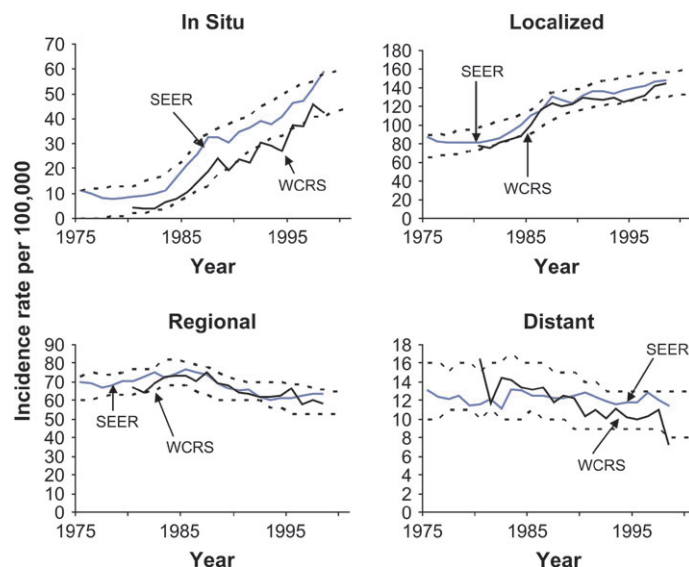 In Situ
70
60
50
40
30
20
10
0
SEER
WCRS
1975 1985 1995
Year
Localized
180
160
140
120
100
80
60
40
20
0
SEER
WCRS
1975 1985 1995
Year
Incidence rate per 100,000
Regional
90
80
70
60
50
40
30
20
10
0
SEER
WCRS
1975 1985 1995
Year
Distant
18
16
14
12
10
8
6
4
2
0
SEER
WCRS
1975 1985 1995
Year